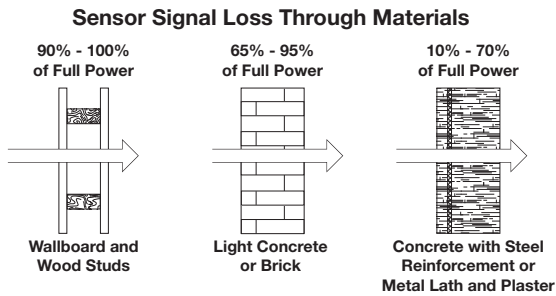 Sensor Signal Loss Through Materials
90% - 100%
of Full Power
65% - 95%
of Full Power
10% - 70%
of Full Power
Wallboard and
Wood Studs
Light Concrete
or Brick
Concrete with Steel
Reinforcement or
Metal Lath and Plaster